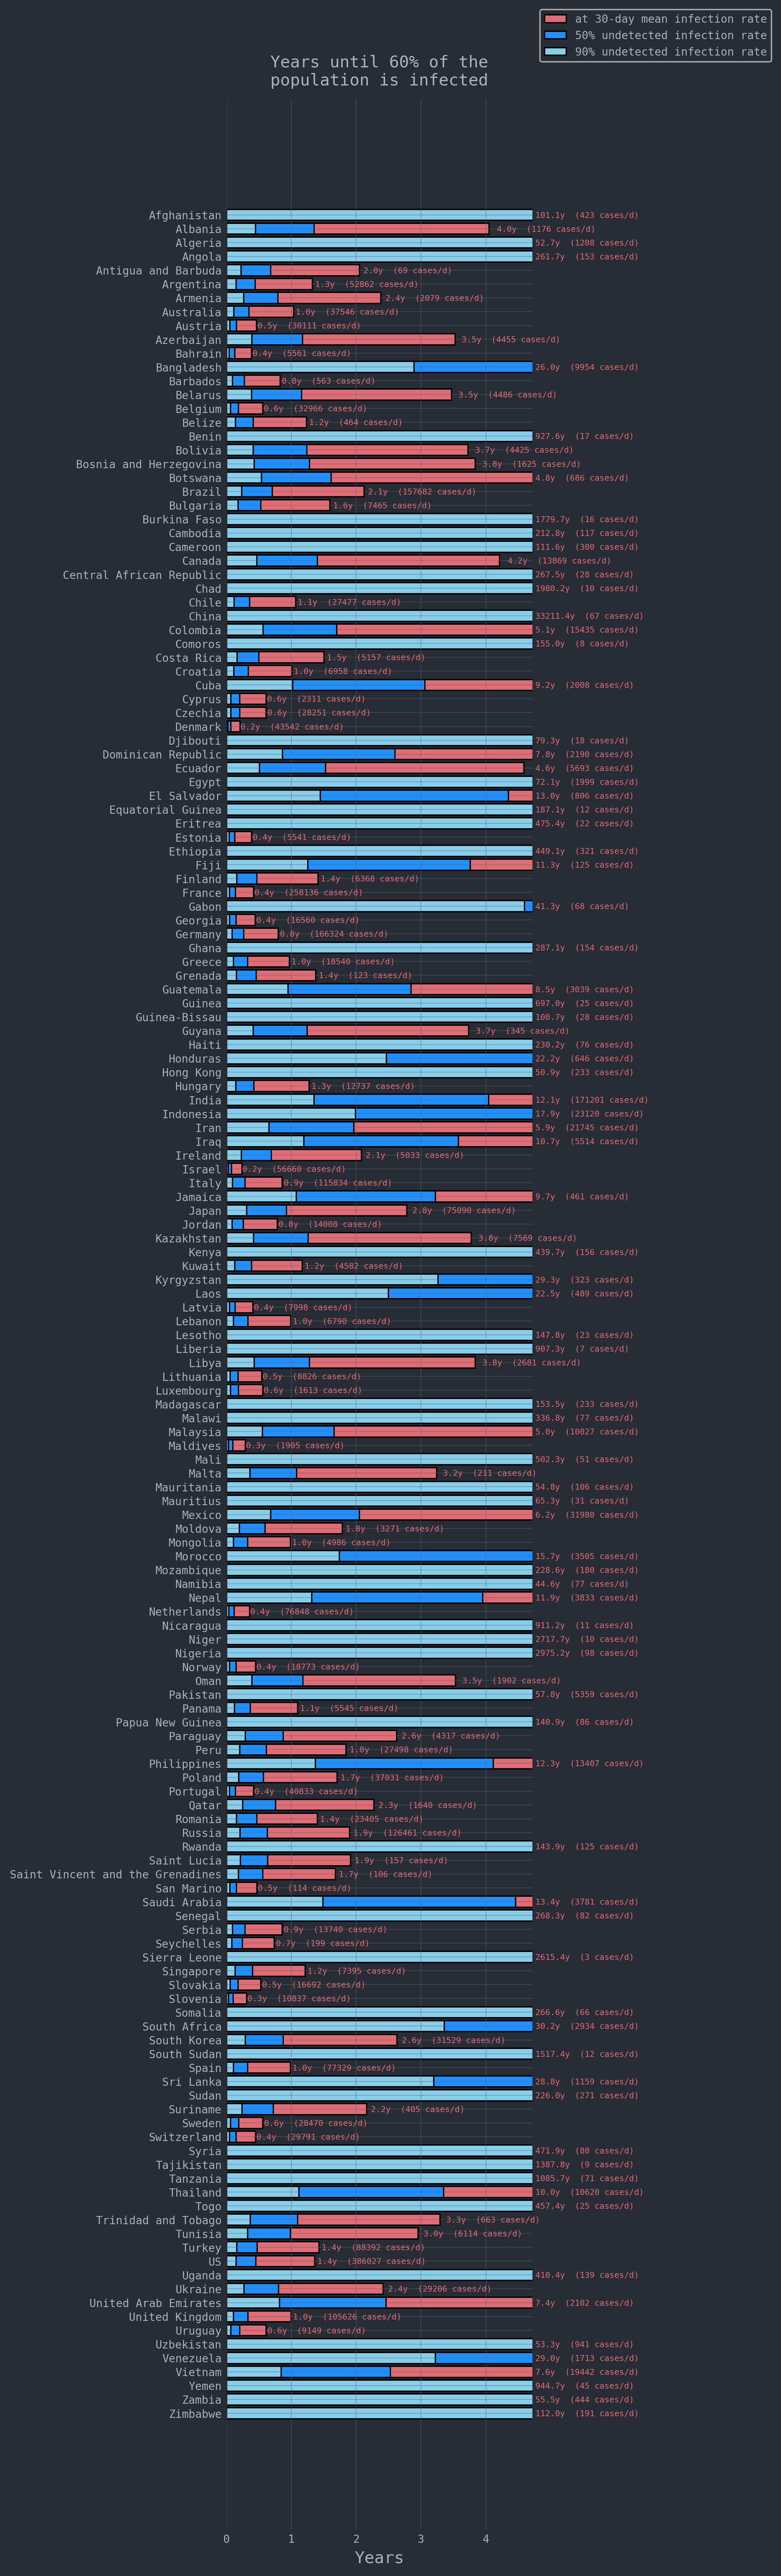 at 30-day mean infection rate
50% undetected infection rate
90% undetected infection rate
Years until 60% of the
population is infected
Afghanistan 101.1y (423 cases/d)
Albania 4.0y (1176 cases/d)
Algeria 52.7y (1208 cases/d)
Angola 261.7y (153 cases/d)
Antigua and Barbuda 2.0y (69 cases/d)
Argentina 1.3y (52862 cases/d)
Armenia 2.4y (2079 cases/d)
Australia 1.0y (37546 cases/d)
Austria 0.5y (30111 cases/d)
Azerbaijan 3.5y (4455 cases/d)
Bahrain 0.4y (5561 cases/d)
Bangladesh 26.0y (9954 cases/d)
Barbados 0.8y (563 cases/d)
Belarus 3.5y (4486 cases/d)
Belgium 0.6y (32966 cases/d)
Belize 1.2y (464 cases/d)
Benin 927.6y (17 cases/d)
Bolivia 3.7y (4425 cases/d)
Bosnia and Herzegovina 3.8y (1625 cases/d)
Botswana 4.8y (686 cases/d)
Brazil 2.1y (157682 cases/d)
Bulgaria 1.6y (7465 cases/d)
Burkina Faso 1779.7y (16 cases/d)
Cambodia 212.8y (117 cases/d)
Cameroon 111.6y (300 cases/d)
Canada 4.2y (13869 cases/d)
Central African Republic 267.5y (28 cases/d)
Chad 1980.2y (10 cases/d)
Chile 1.1y (27477 cases/d)
China 33211.4y (67 cases/d)
Colombia 5.1y (15435 cases/d)
Comoros 155.0y (8 cases/d)
Costa Rica 1.5y (5157 cases/d)
Croatia 1.0y (6958 cases/d)
Cuba 9.2y (2008 cases/d)
Cyprus 0.6y (2311 cases/d)
Czechia 0.6y (28251 cases/d)
Denmark 0.2y (43542 cases/d)
Djibouti 79.3y (18 cases/d)
Dominican Republic 7.8y (2190 cases/d)
Ecuador 4.6y (5693 cases/d)
Egypt 72.1y (1999 cases/d)
El Salvador 13.0y (806 cases/d)
Equatorial Guinea 187.1y (12 cases/d)
Eritrea 475.4y (22 cases/d)
Estonia 0.4y (5541 cases/d)
Ethiopia 449.1y (321 cases/d)
Fiji 11.3y (125 cases/d)
Finland 1.4y (6368 cases/d)
France 0.4y (258136 cases/d)
Gabon 41.3y (68 cases/d)
Georgia 0.4y (16560 cases/d)
Germany 0.8y (166324 cases/d)
Ghana 287.1y (154 cases/d)
Greece 1.0y (18540 cases/d)
Grenada 1.4y (123 cases/d)
Guatemala 8.5y (3039 cases/d)
Guinea 697.0y (25 cases/d)
Guinea-Bissau 100.7y (28 cases/d)
Guyana 3.7y (345 cases/d)
Haiti 230.2y (76 cases/d)
Honduras 22.2y (646 cases/d)
Hong Kong 50.9y (233 cases/d)
Hungary 1.3y (12737 cases/d)
India 12.1y (171201 cases/d)
Indonesia 17.9y (23120 cases/d)
Iran 5.9y (21745 cases/d)
Iraq 10.7y (5514 cases/d)
Ireland 2.1y (5033 cases/d)
Israel 0.2y (56660 cases/d)
Italy 0.9y (115834 cases/d)
Jamaica 9.7y (461 cases/d)
Japan 2.8y (75090 cases/d)
Jordan 0.8y (14008 cases/d)
Kazakhstan 3.8y (7569 cases/d)
Kenya 439.7y (156 cases/d)
Kuwait 1.2y (4582 cases/d)
Kyrgyzstan 29.3y (323 cases/d)
Laos 22.5y (489 cases/d)
Latvia 0.4y (7998 cases/d)
Lebanon 1.0y (6790 cases/d)
Lesotho 147.8y (23 cases/d)
Liberia 907.3y (7 cases/d)
Libya 3.8y (2681 cases/d)
Lithuania 0.5y (8826 cases/d)
Luxembourg 0.6y (1613 cases/d)
Madagascar 153.5y (233 cases/d)
Malawi 336.8y (77 cases/d)
Malaysia 5.0y (10027 cases/d)
Maldives 0.3y (1905 cases/d)
Mali 502.3y (51 cases/d)
Malta 3.2y (211 cases/d)
Mauritania 54.8y (106 cases/d)
Mauritius 65.3y (31 cases/d)
Mexico 6.2y (31980 cases/d)
Moldova 1.8y (3271 cases/d)
Mongolia 1.0y (4986 cases/d)
Morocco 15.7y (3505 cases/d)
Mozambique 228.6y (180 cases/d)
Namibia 44.6y (77 cases/d)
Nepal 11.9y (3833 cases/d)
Netherlands 0.4y (76848 cases/d)
Nicaragua 911.2y (11 cases/d)
Niger 2717.7y (10 cases/d)
Nigeria 2975.2y (98 cases/d)
Norway 0.4y (18773 cases/d)
Oman 3.5y (1902 cases/d)
Pakistan 57.8y (5359 cases/d)
Panama 1.1y (5545 cases/d)
Papua New Guinea 140.9y (86 cases/d)
Paraguay 2.6y (4317 cases/d)
Peru 1.8y (27498 cases/d)
Philippines 12.3y (13407 cases/d)
Poland 1.7y (37031 cases/d)
Portugal 0.4y (40833 cases/d)
Qatar 2.3y (1640 cases/d)
Romania 1.4y (23405 cases/d)
Russia 1.9y (126461 cases/d)
Rwanda 143.9y (125 cases/d)
Saint Lucia 1.9y (157 cases/d)
Saint Vincent and the Grenadines 1.7y (106 cases/d)
San Marino 0.5y (114 cases/d)
Saudi Arabia 13.4y (3781 cases/d)
Senegal 268.3y (82 cases/d)
Serbia 0.9y (13740 cases/d)
Seychelles 0.7y (199 cases/d)
Sierra Leone 2615.4y (3 cases/d)
Singapore 1.2y (7395 cases/d)
Slovakia 0.5y (16692 cases/d)
Slovenia 0.3y (10837 cases/d)
Somalia 266.6y (66 cases/d)
South Africa 30.2y (2934 cases/d)
South Korea 2.6y (31529 cases/d)
South Sudan 1517.4y (12 cases/d)
Spain 1.0y (77329 cases/d)
Sri Lanka 28.8y (1159 cases/d)
Sudan 226.0y (271 cases/d)
Suriname 2.2y (405 cases/d)
Sweden 0.6y (28470 cases/d)
Switzerland 0.4y (29791 cases/d)
Syria 471.9y (80 cases/d)
Tajikistan 1387.8y (9 cases/d)
Tanzania 1085.7y (71 cases/d)
Thailand 10.0y (10620 cases/d)
Togo 457.4y (25 cases/d)
Trinidad and Tobago 3.3y (663 cases/d)
Tunisia 3.0y (6114 cases/d)
Turkey 1.4y (88392 cases/d)
US 1.4y (386027 cases/d)
Uganda 410.4y (139 cases/d)
Ukraine 2.4y (29206 cases/d)
United Arab Emirates 7.4y (2102 cases/d)
United Kingdom 1.0y (105626 cases/d)
Uruguay 0.6y (9149 cases/d)
Uzbekistan 53.3y (941 cases/d)
Venezuela 29.0y (1713 cases/d)
Vietnam 7.6y (19442 cases/d)
Yemen 944.7y (45 cases/d)
Zambia 55.5y (444 cases/d)
Zimbabwe 112.0y (191 cases/d)
0 1 2 3 4
Years